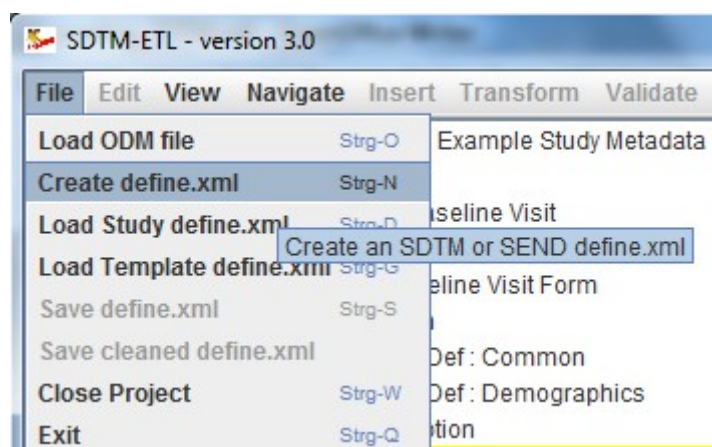 SDTM-ETL - version 3.0
File Edit View Navigate Insert Transform Validate
Load ODM file Strg-O Example Study Metadata
Create define.xml Strg-N
Load Study define.xml Strg-D seline Visit
Create an SDTM or SEND define.xml
Load Template define.xml Strg-G
eline Visit Form
Save define.xml Strg-S
Save cleaned define.xml Def : Common
Close Project Strg-W Def : Demographics
Exit Strg-Q tion